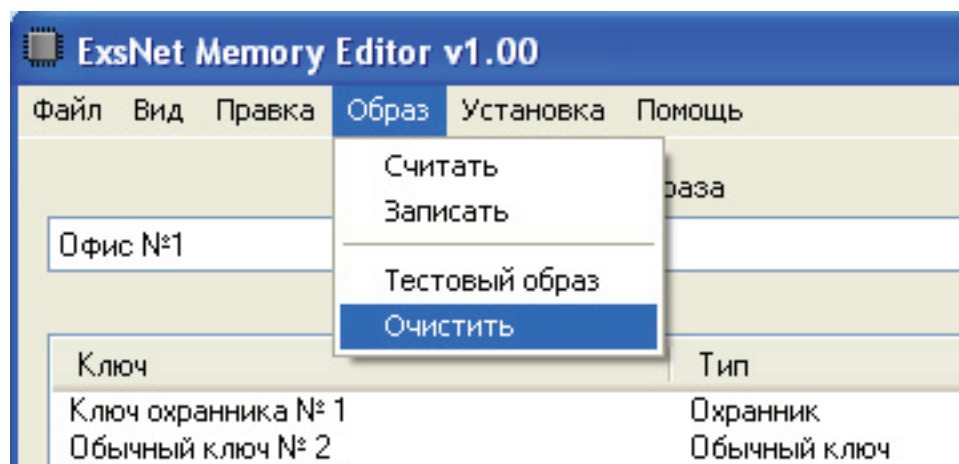 ExsNet Memory Editor v1.00
Файл Вид Правка Образ Установка Помощь
Считать
Записать
Офис №1
Тестовый образ
Очистить
Ключ Тип
Ключ охранника № 1 Охранник
Обычный ключ № 2 Обычный ключ